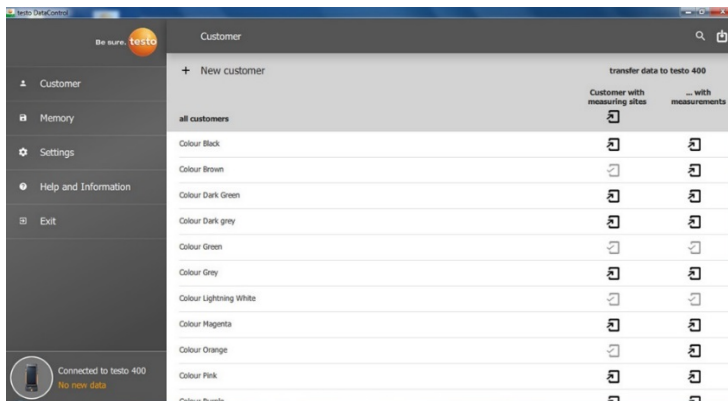 testo DataControl
Be sure. testo
Customer
Memory
Settings
Help and Information
Exit
Connected to testo 400
No new data
Customer
+ New customer
transfer data to testo 400
Customer with
measuring sites
... with
measurements
all customers
Colour Black
Colour Brown
Colour Dark Green
Colour Dark grey
Colour Green
Colour Grey
Colour Lightning White
Colour Magenta
Colour Orange
Colour Pink
Colour Purple